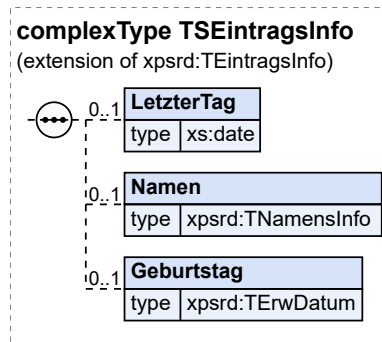 complexType TSEintragsInfo
(extension of xpsrd:TEintragsInfo)
0..1
LetzterTag
type xs:date
0..1
Namen
type xpsrd:TNamensInfo
0..1
Geburtstag
type xpsrd:TErwDatum